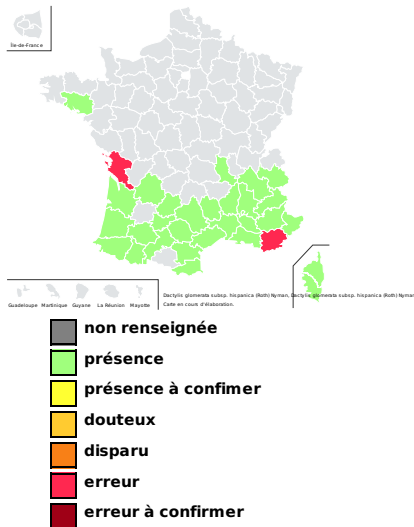 Île-de-France
Guadeloupe Martinique Guyane La Réunion Mayotte
Dactylis glomerata subsp. hispanica (Roth) Nyman, Dactylis glomerata subsp. hispanica (Roth) Nyman
Carte en cours d'élaboration.
non renseignée
présence
présence à confimer
douteux
disparu
erreur
erreur à confirmer